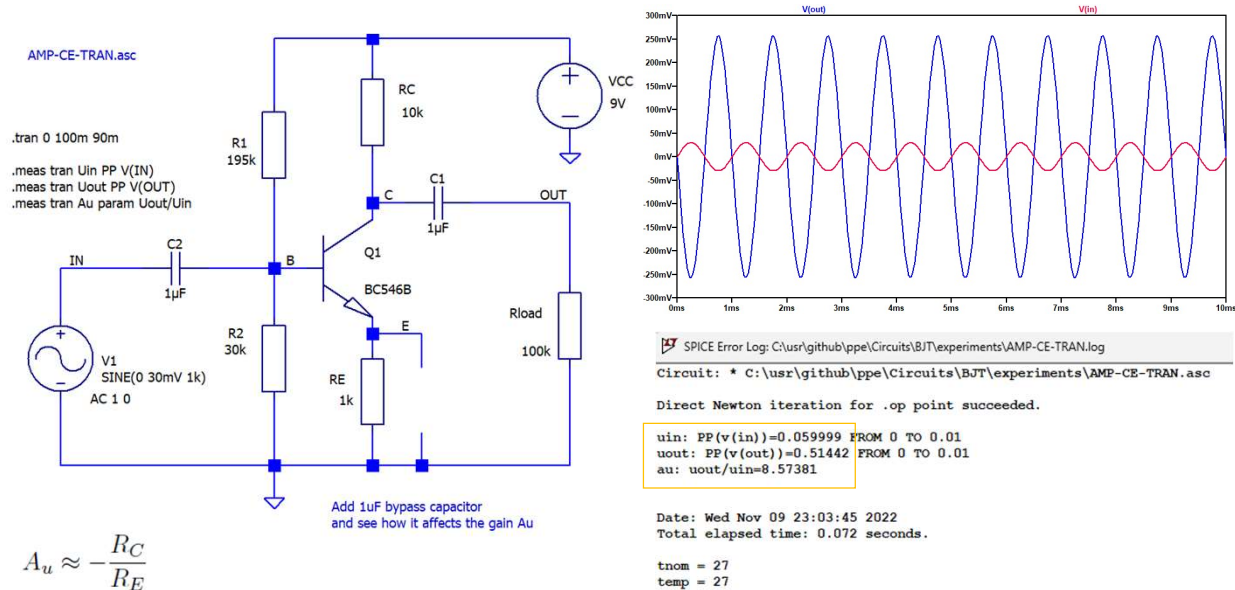 AMP-CE-TRAN.asc
.tran 0 100m 90m
.meas tran Uin PP V(IN)
.meas tran Uout PP V(OUT)
.meas tran Au param Uout/Uin
R1
195k
RC
10k
VCC
9V
C
C1
1µF
OUT
IN
C2
1µF
B
Q1
BC546B
E
V1
SINE(0 30mV 1k)
AC 1 0
R2
30k
RE
1k
Rload
100k
Add 1uF bypass capacitor
and see how it affects the gain Au
A_u ≈ -R_C/R_E
V(out) V(in)
300mV
250mV
200mV
150mV
100mV
50mV
0mV
-50mV
-100mV
-150mV
-200mV
-250mV
-300mV
0ms 1ms 2ms 3ms 4ms 5ms 6ms 7ms 8ms 9ms 10ms
SPICE Error Log: C:\usr\github\ppe\Circuits\BJT\experiments\AMP-CE-TRAN.log
Circuit: * C:\usr\github\ppe\Circuits\BJT\experiments\AMP-CE-TRAN.asc
Direct Newton iteration for .op point succeeded.
uin: PP(v(in))=0.059999 FROM 0 TO 0.01
uout: PP(v(out))=0.51442 FROM 0 TO 0.01
au: uout/uin=8.57381
Date: Wed Nov 09 23:03:45 2022
Total elapsed time: 0.072 seconds.
tnom = 27
temp = 27